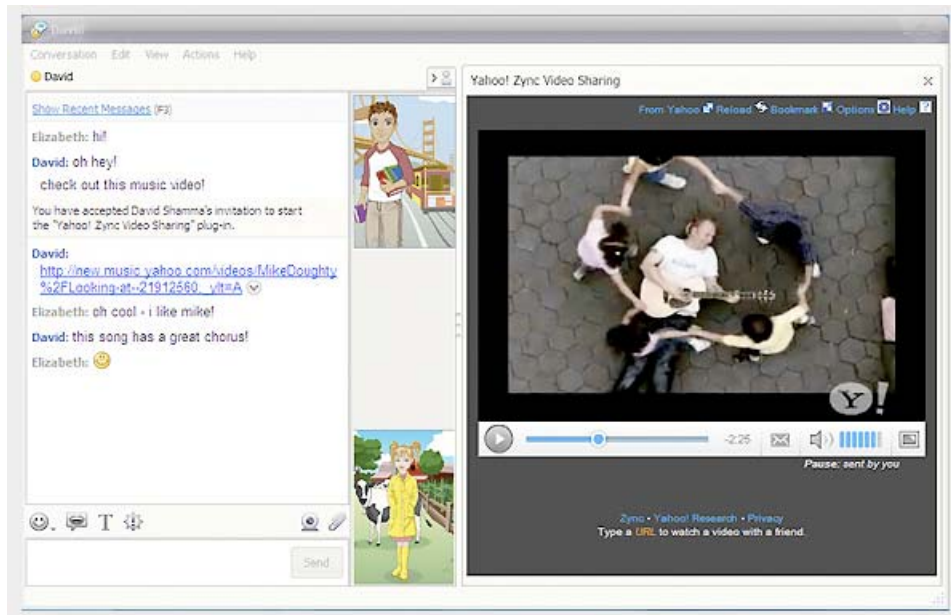 David
Conversation Edit View Actions Help
David
Show Recent Messages (F3)
Elizabeth: hi!
David: oh hey!
check out this music video!
You have accepted David Shamma's invitation to start
the "Yahoo! Zync Video Sharing" plug-in.
David:
http://new.music.yahoo.com/videos/MikeDoughty
%2FLooking-at--21912560;_ylt=A
Elizabeth: oh cool - i like mike!
David: this song has a great chorus!
Elizabeth:
T
Send
Yahoo! Zync Video Sharing
From Yahoo Reload Bookmark Options Help ?
Y!
-2:25
Pause: sent by you
Zync • Yahoo! Research • Privacy
Type a URL to watch a video with a friend.